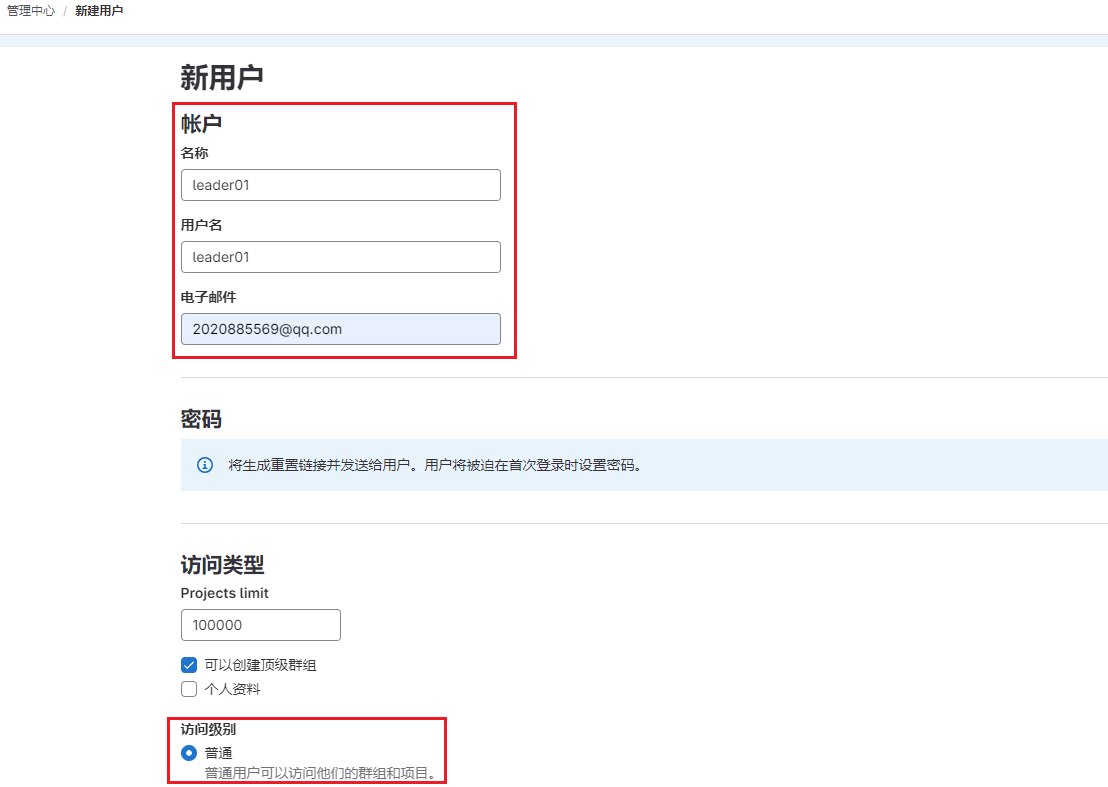 管理中心 / 新建用户
新用户
帐户
名称
leader01
用户名
leader01
电子邮件
2020885569@qq.com
密码
将生成重置链接并发送给用户。用户将被迫在首次登录时设置密码。
访问类型
Projects limit
100000
可以创建顶级群组
个人资料
访问级别
普通
普通用户可以访问他们的群组和项目。